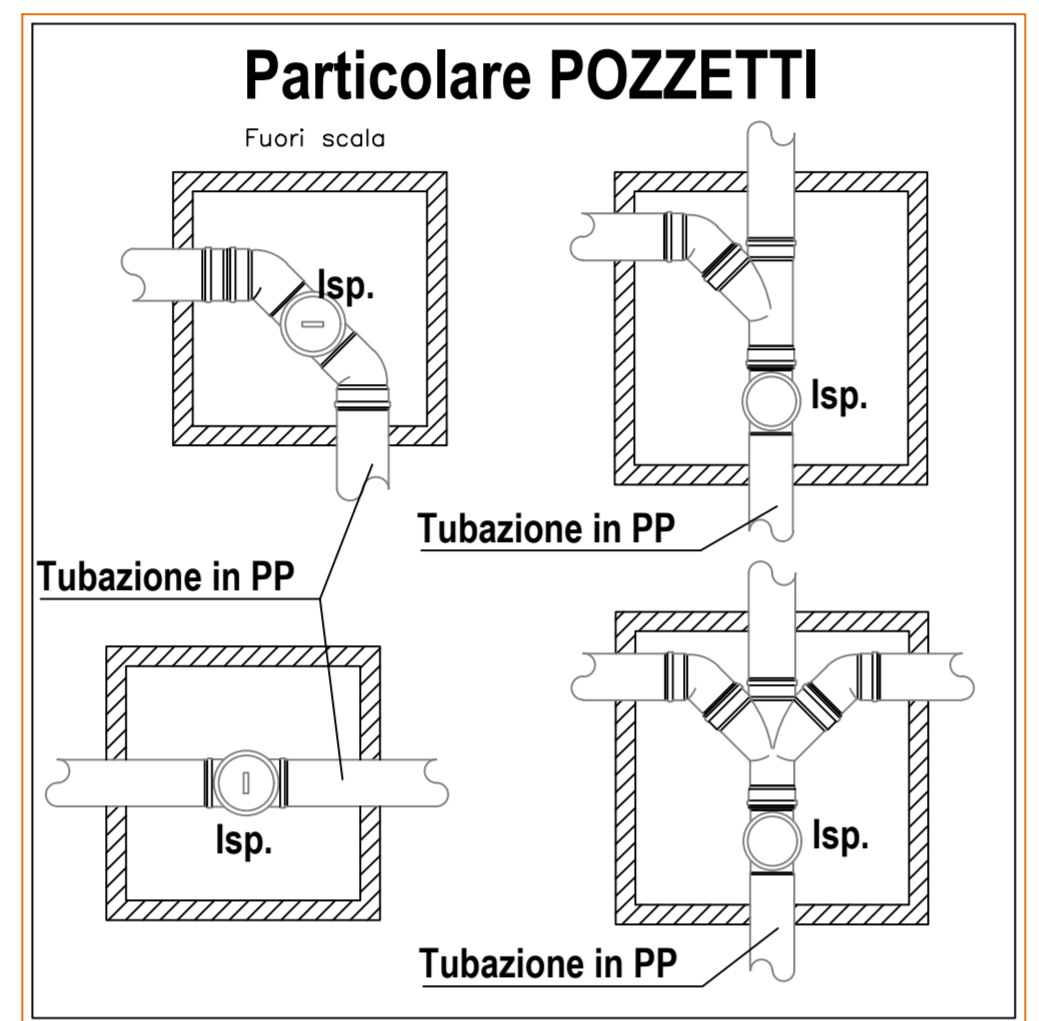 Particolare POZZETTI
Fuori scala
Isp.
Isp.
Tubazione in PP
Tubazione in PP
Isp.
Isp.
Tubazione in PP